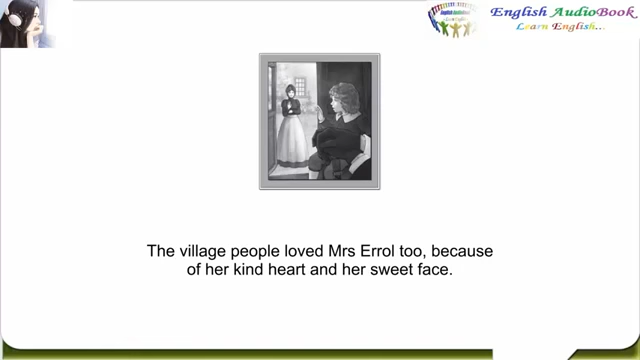 English AudioBook
Learn English...
The village people loved Mrs Errol too, because
of her kind heart and her sweet face.